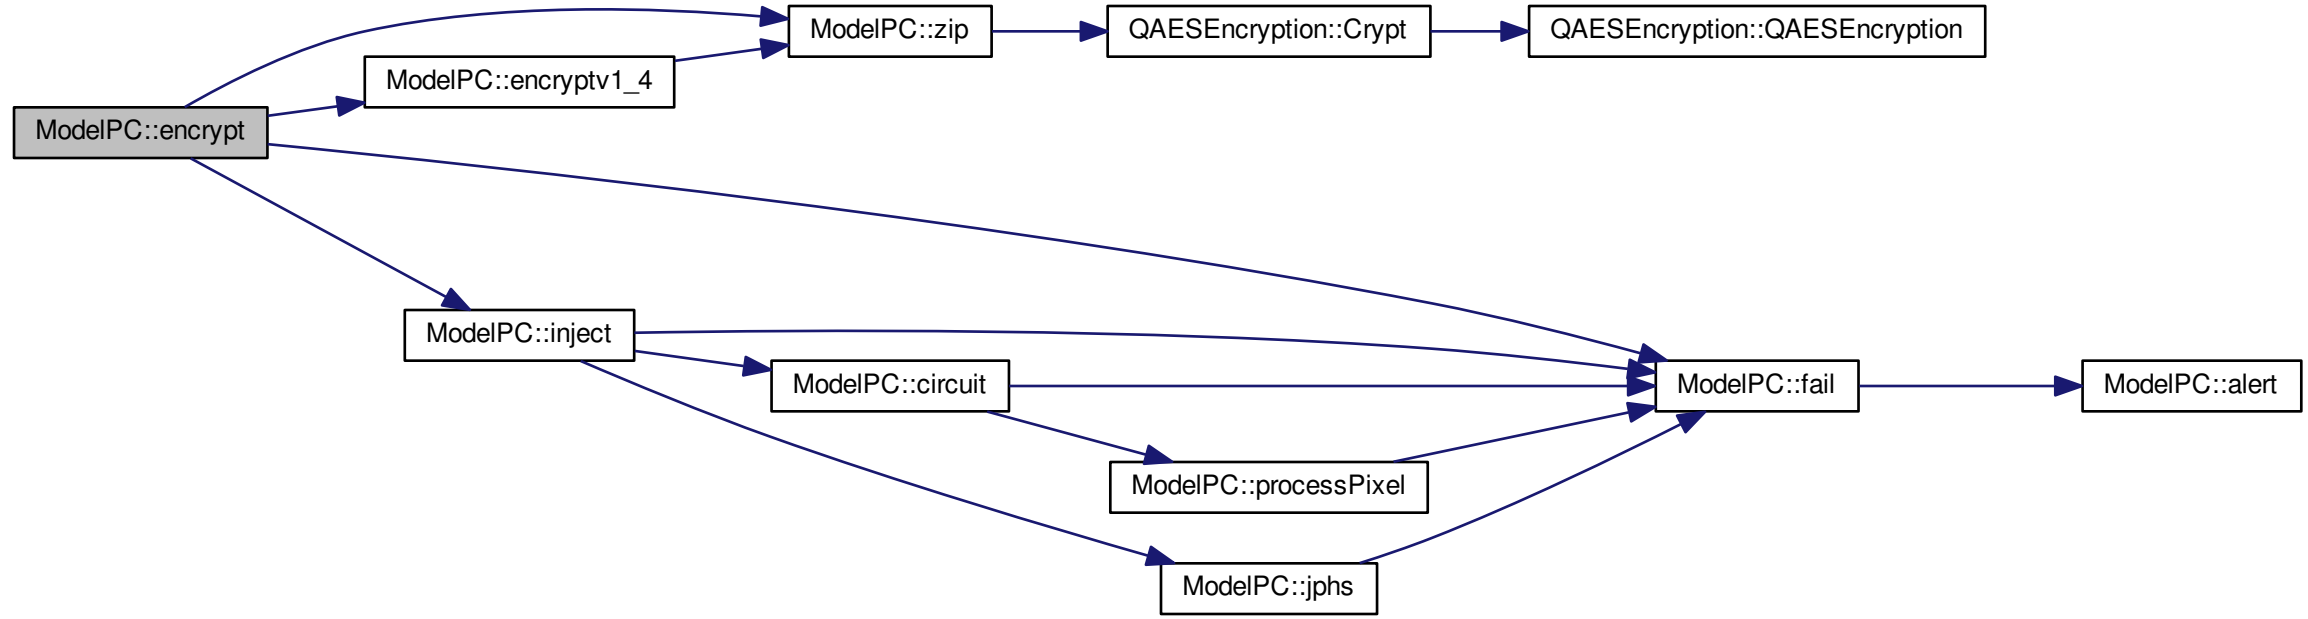 ModelPC::zip
QAESEncryption::Crypt
QAESEncryption::QAESEncryption
ModelPC::encryptv1_4
ModelPC::encrypt
ModelPC::inject
ModelPC::circuit
ModelPC::fail
ModelPC::alert
ModelPC::processPixel
ModelPC::jphs